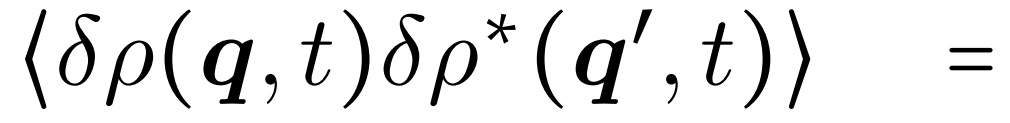 ⟨δρ(𝒒, t)δρ*(𝒒′, t)⟩ =